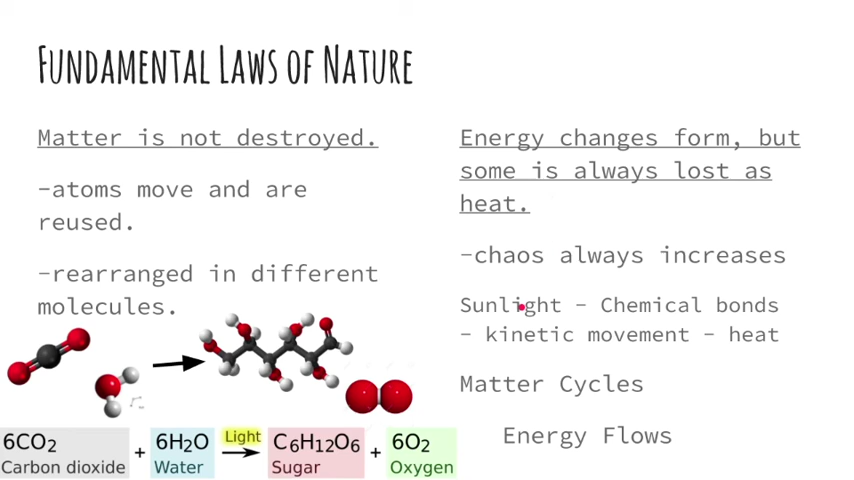 Fundamental Laws of Nature
Matter is not destroyed.
-atoms move and are
reused.
-rearranged in different
molecules.
Energy changes form, but
some is always lost as
heat.
-chaos always increases
Sunlight - Chemical bonds
- kinetic movement - heat
Matter Cycles
Energy Flows
6CO₂ + 6H₂O Light C₆H₁₂O₆ + 6O₂
Carbon dioxide Water Sugar Oxygen